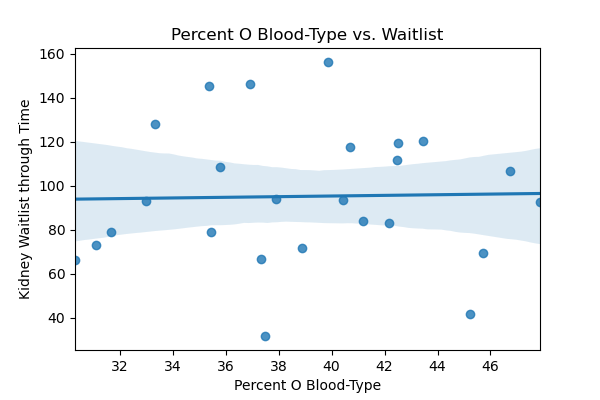 Percent O Blood-Type vs. Waitlist
Kidney Waitlist through Time
160
140
120
100
80
60
40
32 34 36 38 40 42 44 46
Percent O Blood-Type